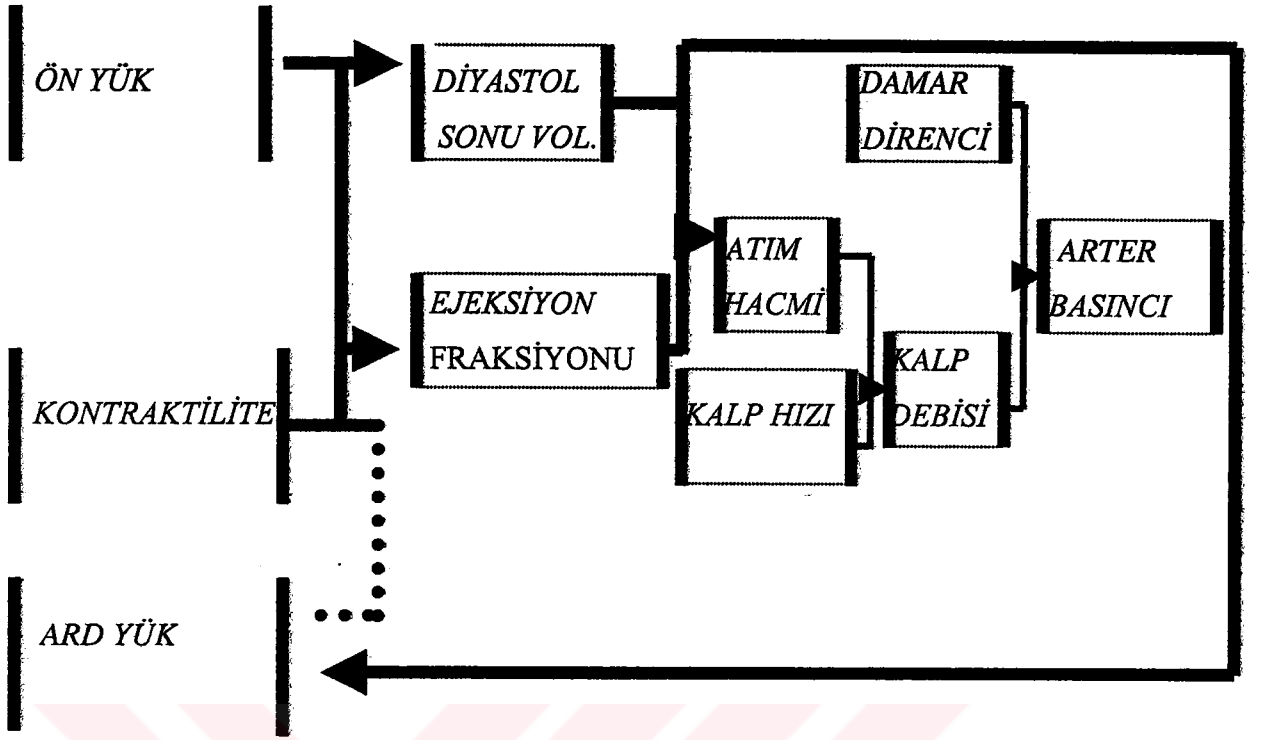 ÖN YÜK
DİYASTOL
SONU VOL.
DAMAR
DİRENCİ
ATIM
HACMİ
ARTER
BASINCI
EJEKSİYON
FRAKSİYONU
KALP HIZI
KALP
DEBİSİ
KONTRAKTİLİTE
ARD YÜK